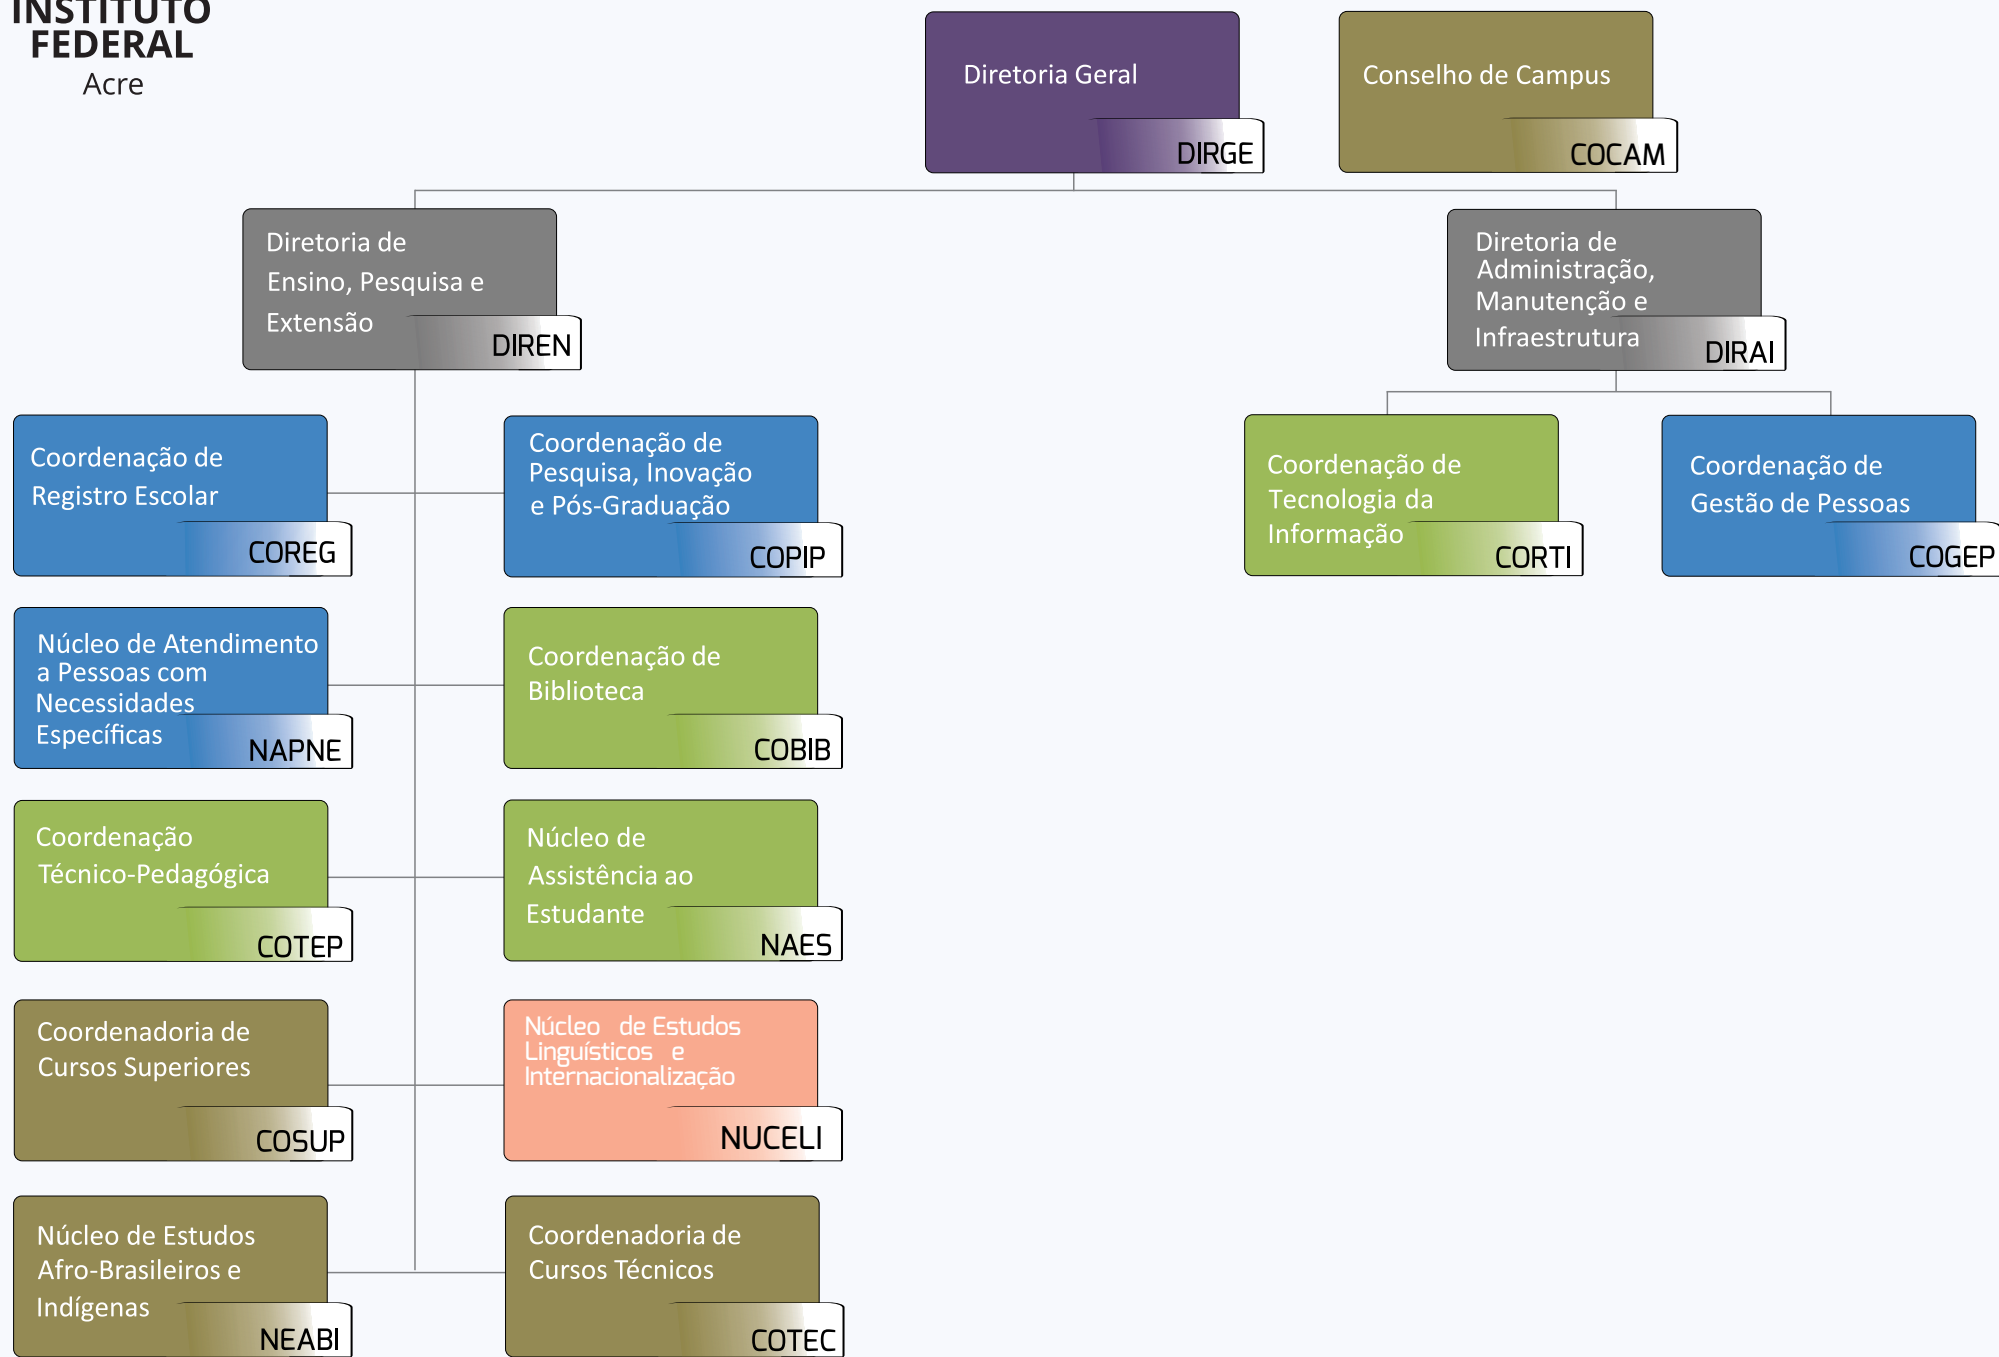 INSTITUTO
FEDERAL
Acre
Diretoria Geral
DIRGE
Conselho de Campus
COCAM
Diretoria de
Ensino, Pesquisa e
Extensão
DIREN
Diretoria de
Administração,
Manutenção e
Infraestrutura
DIRAI
Coordenação de
Registro Escolar
COREG
Coordenação de
Pesquisa, Inovação
e Pós-Graduação
COPIP
Coordenação de
Tecnologia da
Informação
CORTI
Coordenação de
Gestão de Pessoas
COGEP
Núcleo de Atendimento
a Pessoas com
Necessidades
Específicas
NAPNE
Coordenação de
Biblioteca
COBIB
Coordenação
Técnico-Pedagógica
COTEP
Núcleo de
Assistência ao
Estudante
NAES
Coordenadoria de
Cursos Superiores
COSUP
Núcleo de Estudos
Linguísticos e
Internacionalização
NUCELI
Núcleo de Estudos
Afro-Brasileiros e
Indígenas
NEABI
Coordenadoria de
Cursos Técnicos
COTEC